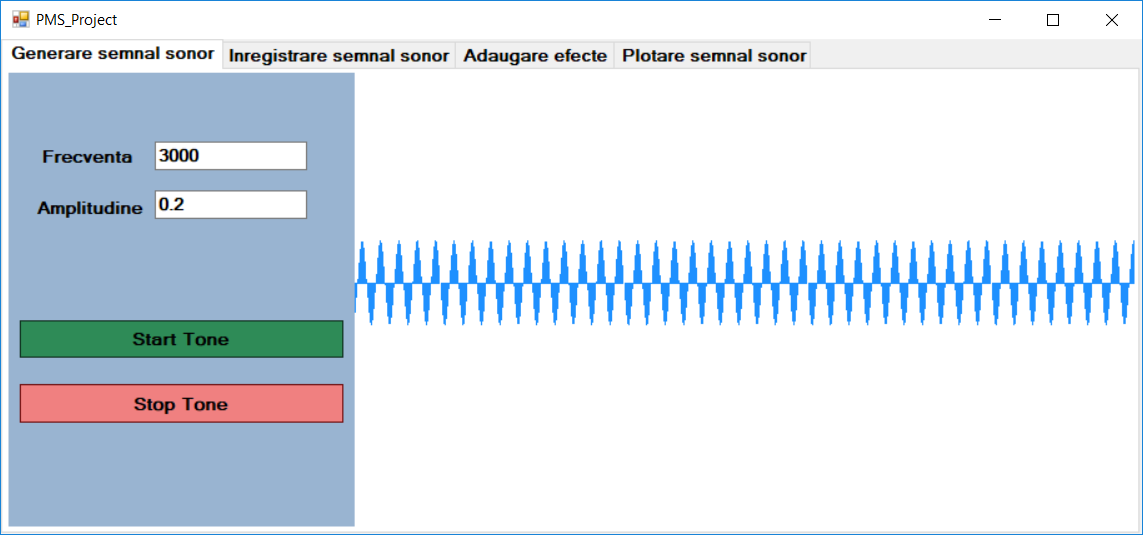 PMS_Project
Generare semnal sonor Inregistrare semnal sonor Adaugare efecte Plotare semnal sonor
Frecventa 3000
Amplitudine 0.2
Start Tone
Stop Tone